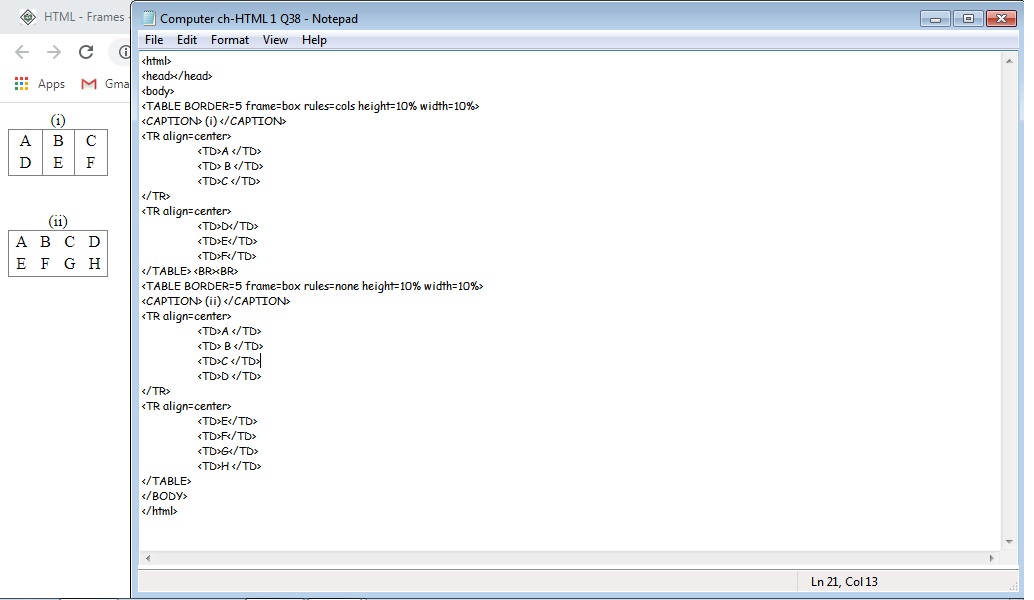 HTML - Frames -
Computer ch-HTML 1 Q38 - Notepad
File Edit Format View Help
Apps Gma
(i)
A B C
D E F
(ii)
A B C D
E F G H
<html>
<head></head>
<body>
<TABLE BORDER=5 frame=box rules=cols height=10% width=10%>
<CAPTION> (i) </CAPTION>
<TR align=center>
<TD>A </TD>
<TD> B </TD>
<TD>C </TD>
</TR>
<TR align=center>
<TD>D</TD>
<TD>E</TD>
<TD>F</TD>
</TABLE> <BR><BR>
<TABLE BORDER=5 frame=box rules=none height=10% width=10%>
<CAPTION> (ii) </CAPTION>
<TR align=center>
<TD>A </TD>
<TD> B </TD>
<TD>C </TD>
<TD>D </TD>
</TR>
<TR align=center>
<TD>E</TD>
<TD>F</TD>
<TD>G</TD>
<TD>H </TD>
</TABLE>
</BODY>
</html>
Ln 21, Col 13